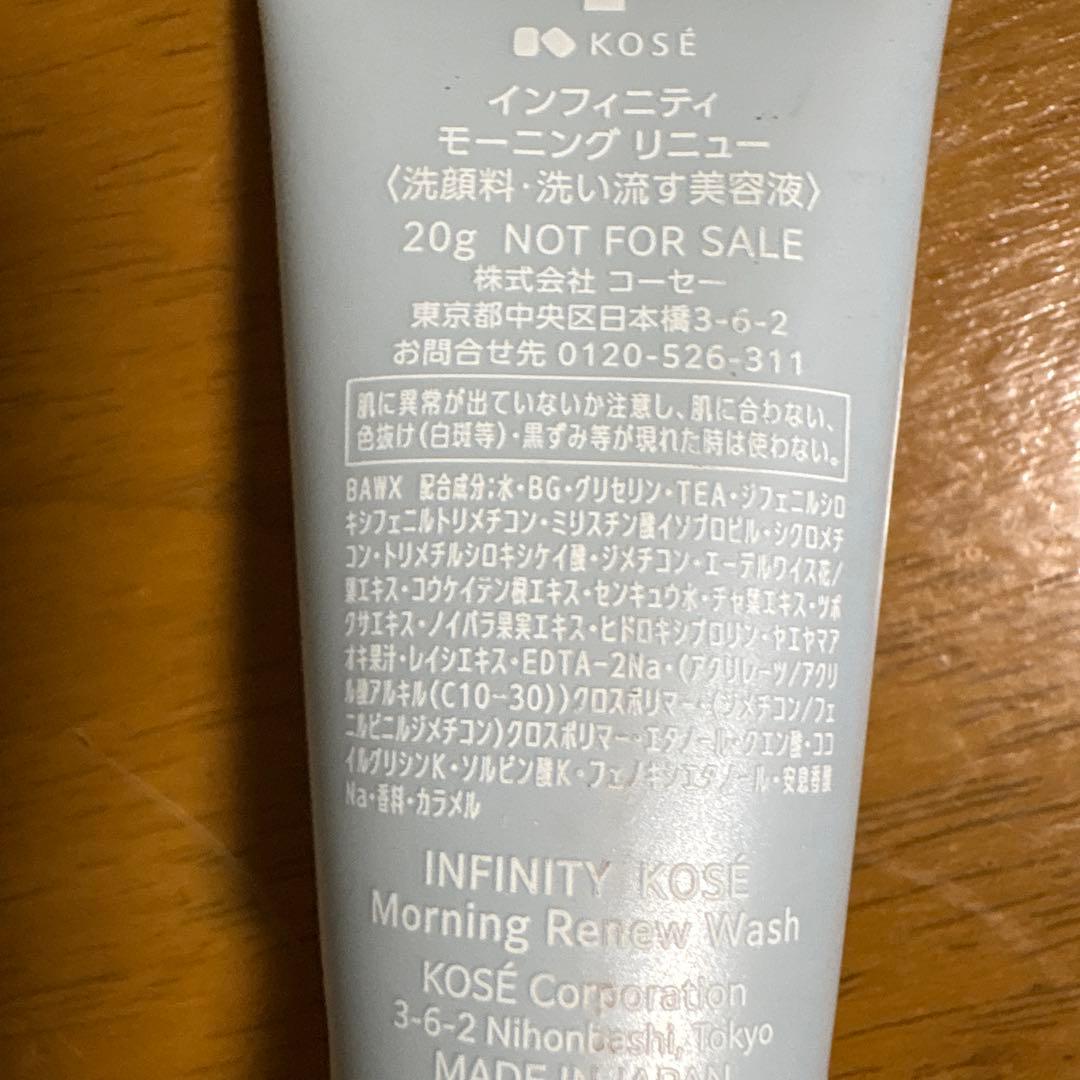 KOSÉ
インフィニティ
モーニング リニュー
〈洗顔料・洗い流す美容液〉
20g NOT FOR SALE
株式会社 コーセー
東京都中央区日本橋3-6-2
お問合せ先 0120-526-311
肌に異常が出ていないか注意し、肌に合わない、
色抜け(白斑等)・黒ずみ等が現れた時は使わない。
BAWX 配合成分;水・BG・グリセリン・TEA・ジフェニルシロ
キシフェニルトリメチコン・ミリスチン酸イソプロピル・シクロメチ
コン・トリメチルシロキシケイ酸・ジメチコン・エーデルワイス花/
葉エキス・コウケイテン根エキス・センキュウ水・チャ葉エキス・ツボ
クサエキス・ノイバラ果実エキス・ヒドロキシプロリン・ヤエヤマア
オキ果汁・レイシエキス・EDTA-2Na・(アクリレーツ/アクリ
ル酸アルキル(C10-30))クロスポリマー・(ジメチコン/フェ
ニルビニルジメチコン)クロスポリマー・エタノール・クエン酸・ココ
イルグリシンK・ソルビン酸K・フェノキシエタノール・安息香酸
Na・香料・カラメル
INFINITY KOSÉ
Morning Renew Wash
KOSÉ Corporation
3-6-2 Nihonbashi, Tokyo
MADE IN JAPAN